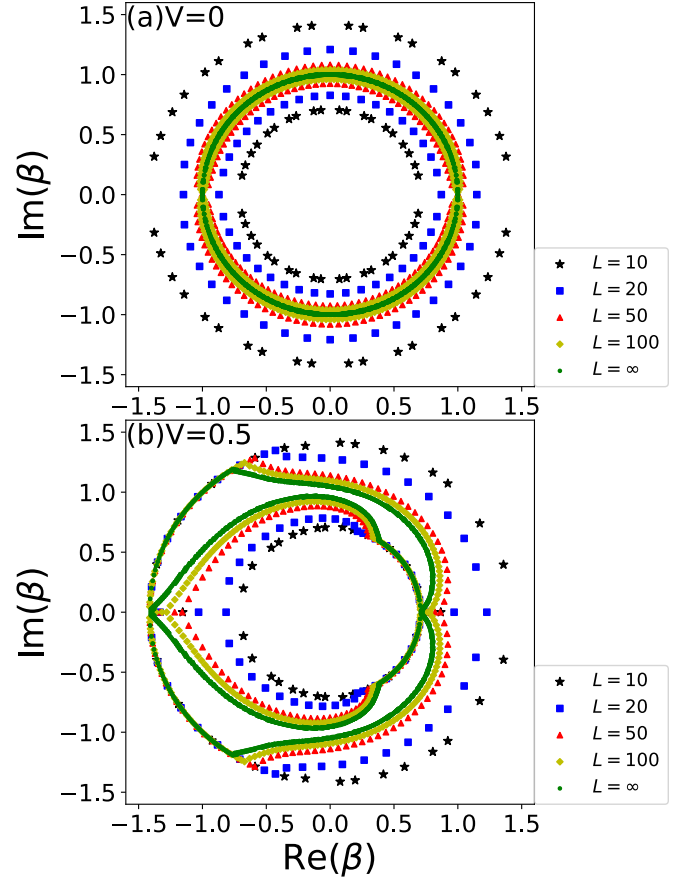 (a)V=0
1.5
1.0
0.5
0.0
−0.5
−1.0
−1.5
Im(β)
−1.5 −1.0 −0.5 0.0 0.5 1.0 1.5
L = 10
L = 20
L = 50
L = 100
L = ∞
(b)V=0.5
1.5
1.0
0.5
0.0
−0.5
−1.0
−1.5
Im(β)
−1.5 −1.0 −0.5 0.0 0.5 1.0 1.5
Re(β)
L = 10
L = 20
L = 50
L = 100
L = ∞